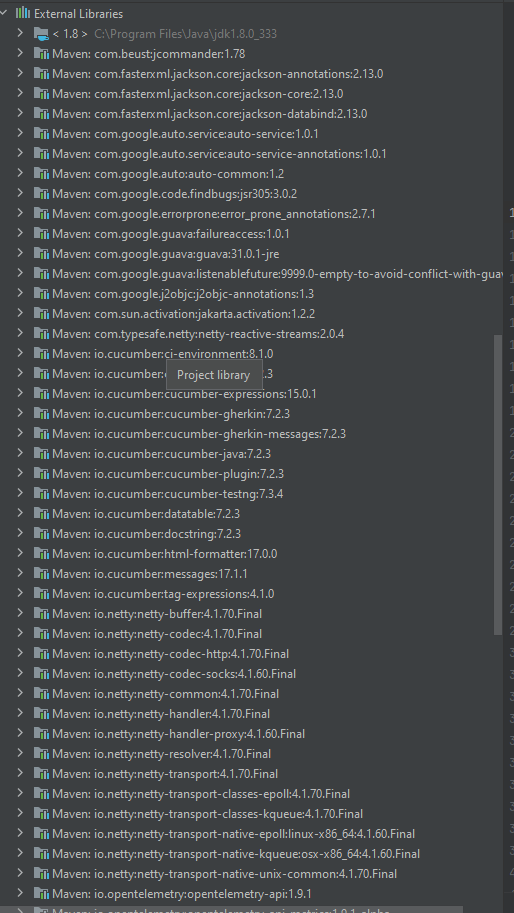 External Libraries
< 1.8 > C:\Program Files\Java\jdk1.8.0_333
Maven: com.beust:jcommander:1.78
Maven: com.fasterxml.jackson.core:jackson-annotations:2.13.0
Maven: com.fasterxml.jackson.core:jackson-core:2.13.0
Maven: com.fasterxml.jackson.core:jackson-databind:2.13.0
Maven: com.google.auto.service:auto-service:1.0.1
Maven: com.google.auto.service:auto-service-annotations:1.0.1
Maven: com.google.auto:auto-common:1.2
Maven: com.google.code.findbugs:jsr305:3.0.2
Maven: com.google.errorprone:error_prone_annotations:2.7.1
Maven: com.google.guava:failureaccess:1.0.1
Maven: com.google.guava:guava:31.0.1-jre
Maven: com.google.guava:listenablefuture:9999.0-empty-to-avoid-conflict-with-guav
Maven: com.google.j2objc:j2objc-annotations:1.3
Maven: com.sun.activation:jakarta.activation:1.2.2
Maven: com.typesafe.netty:netty-reactive-streams:2.0.4
Maven: io.cucumber:ci-environment:8.1.0
Maven: io.cucumber: 2.3
Project library
Maven: io.cucumber:cucumber-expressions:15.0.1
Maven: io.cucumber:cucumber-gherkin:7.2.3
Maven: io.cucumber:cucumber-gherkin-messages:7.2.3
Maven: io.cucumber:cucumber-java:7.2.3
Maven: io.cucumber:cucumber-plugin:7.2.3
Maven: io.cucumber:cucumber-testng:7.3.4
Maven: io.cucumber:datatable:7.2.3
Maven: io.cucumber:docstring:7.2.3
Maven: io.cucumber:html-formatter:17.0.0
Maven: io.cucumber:messages:17.1.1
Maven: io.cucumber:tag-expressions:4.1.0
Maven: io.netty:netty-buffer:4.1.70.Final
Maven: io.netty:netty-codec:4.1.70.Final
Maven: io.netty:netty-codec-http:4.1.70.Final
Maven: io.netty:netty-codec-socks:4.1.60.Final
Maven: io.netty:netty-common:4.1.70.Final
Maven: io.netty:netty-handler:4.1.70.Final
Maven: io.netty:netty-handler-proxy:4.1.60.Final
Maven: io.netty:netty-resolver:4.1.70.Final
Maven: io.netty:netty-transport:4.1.70.Final
Maven: io.netty:netty-transport-classes-epoll:4.1.70.Final
Maven: io.netty:netty-transport-classes-kqueue:4.1.70.Final
Maven: io.netty:netty-transport-native-epoll:linux-x86_64:4.1.60.Final
Maven: io.netty:netty-transport-native-kqueue:osx-x86_64:4.1.60.Final
Maven: io.netty:netty-transport-native-unix-common:4.1.70.Final
Maven: io.opentelemetry:opentelemetry-api:1.9.1